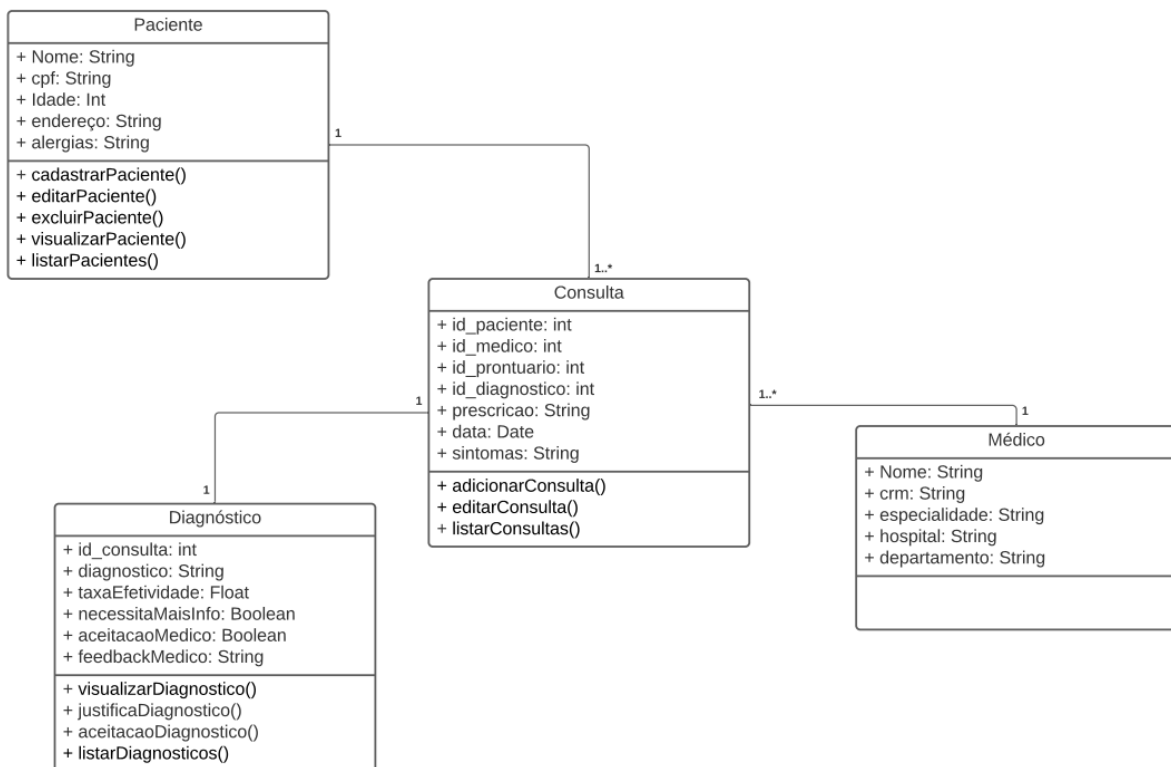 Paciente
+ Nome: String
+ cpf: String
+ Idade: Int
+ endereço: String
+ alergias: String
+ cadastrarPaciente()
+ editarPaciente()
+ excluirPaciente()
+ visualizarPaciente()
+ listarPacientes()
1
1..*
Consulta
+ id_paciente: int
+ id_medico: int
+ id_prontuario: int
+ id_diagnostico: int
+ prescricao: String
+ data: Date
+ sintomas: String
+ adicionarConsulta()
+ editarConsulta()
+ listarConsultas()
1..*
1
Médico
+ Nome: String
+ crm: String
+ especialidade: String
+ hospital: String
+ departamento: String
1
1
Diagnóstico
+ id_consulta: int
+ diagnostico: String
+ taxaEfetividade: Float
+ necessitaMaisInfo: Boolean
+ aceitacaoMedico: Boolean
+ feedbackMedico: String
+ visualizarDiagnostico()
+ justificaDiagnostico()
+ aceitacaoDiagnostico()
+ listarDiagnosticos()